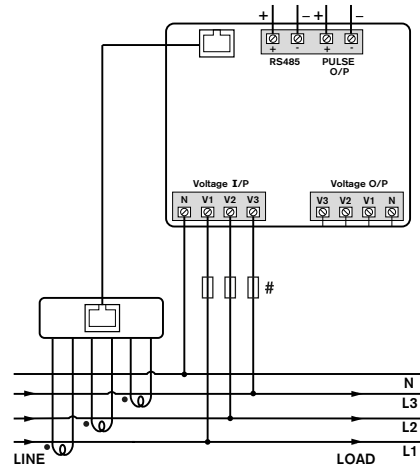 + – + –
+ - + -
RS485 PULSE
O/P
Voltage I/P Voltage O/P
N V1 V2 V3 V3 V2 V1 N
#
N
L3
L2
L1
LINE LOAD